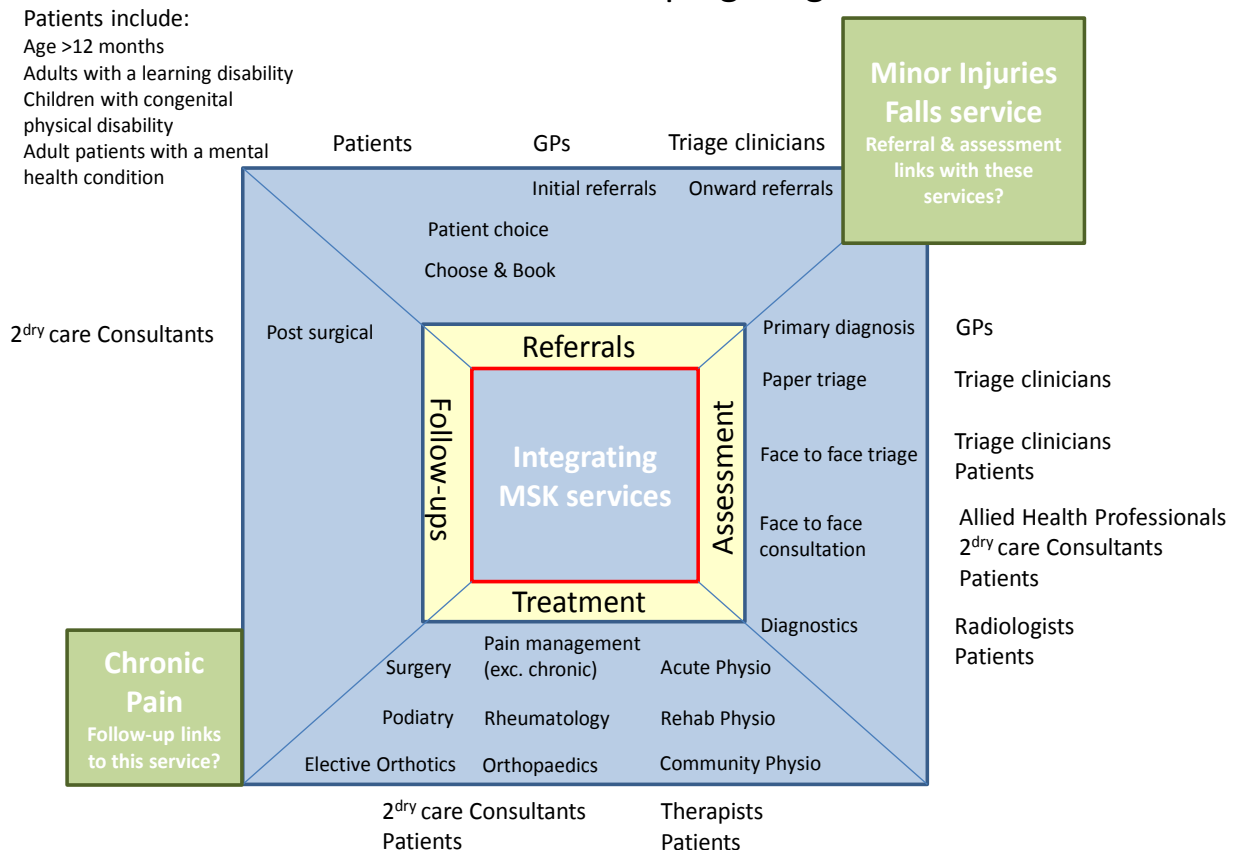 Patients include:
Age >12 months
Adults with a learning disability
Children with congenital
physical disability
Adult patients with a mental
health condition
Patients
GPs
Triage clinicians
Minor Injuries
Falls service
Referral & assessment
links with these
services?
Initial referrals
Onward referrals
Patient choice
Choose & Book
2dry care Consultants
Post surgical
Referrals
Follow-ups
Integrating
MSK services
Assessment
Treatment
Primary diagnosis
GPs
Paper triage
Triage clinicians
Face to face triage
Triage clinicians
Patients
Face to face
consultation
Allied Health Professionals
2dry care Consultants
Patients
Diagnostics
Radiologists
Patients
Chronic
Pain
Follow-up links
to this service?
Surgery
Pain management
(exc. chronic)
Acute Physio
Podiatry
Rheumatology
Rehab Physio
Elective Orthotics
Orthopaedics
Community Physio
2dry care Consultants
Patients
Therapists
Patients